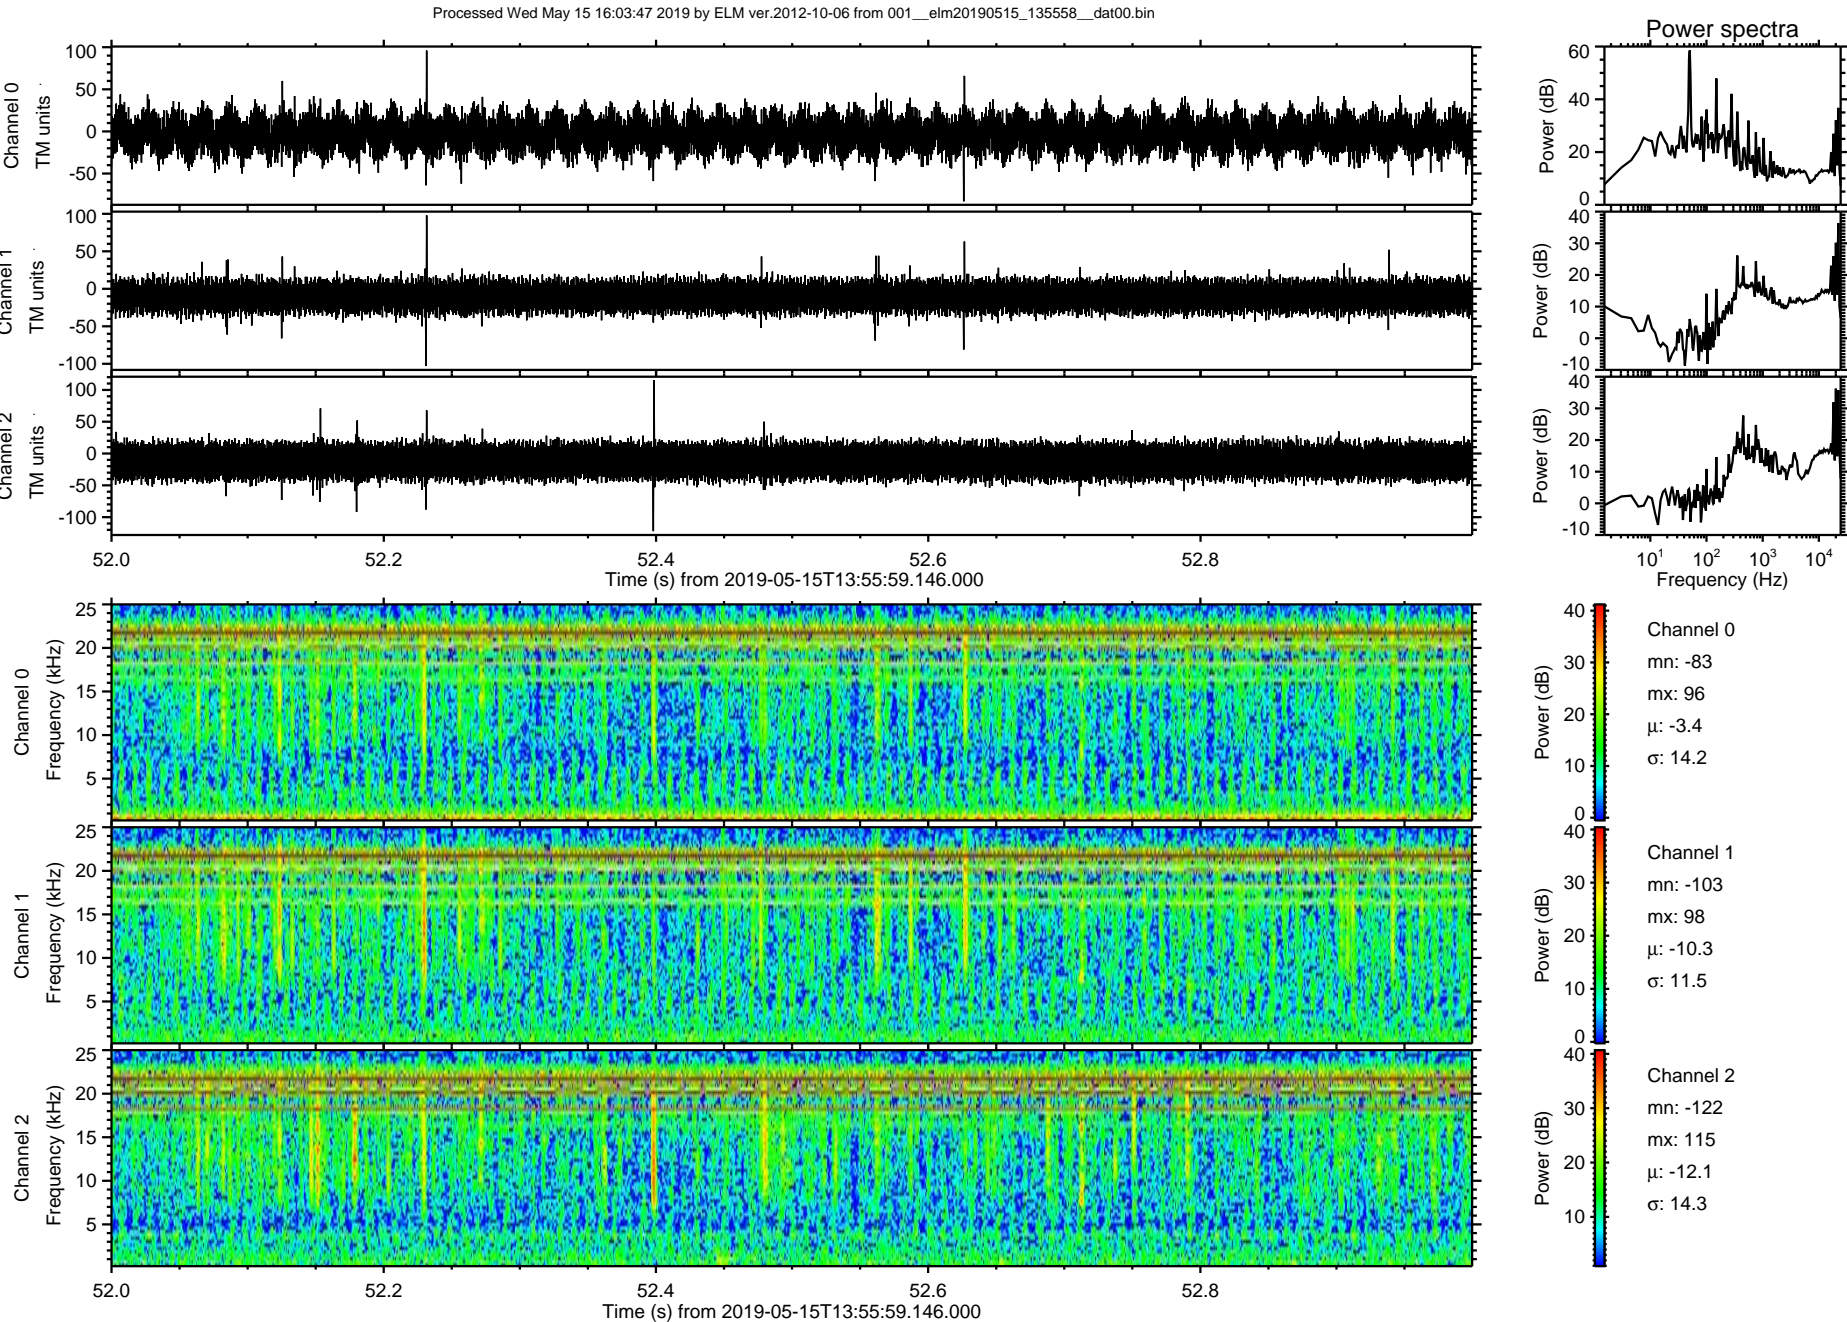 Processed Wed May 15 16:03:47 2019 by ELM ver.2012-10-06 from 001__elm20190515_135558__dat00.bin
Power spectra
Channel 0
TM units
100
50
0
-50
Power (dB)
60
40
20
0
Channel 1
TM units
100
50
0
-50
-100
Power (dB)
40
30
20
10
0
-10
Channel 2
TM units
100
50
0
-50
-100
Power (dB)
40
30
20
10
0
-10
52.0 52.2 52.4 52.6 52.8
Time (s) from 2019-05-15T13:55:59.146.000
10^1 10^2 10^3 10^4
Frequency (Hz)
Channel 0
Frequency (kHz)
25
20
15
10
5
Power (dB)
40
30
20
10
0
Channel 0
mn: -83
mx: 96
µ: -3.4
σ: 14.2
Channel 1
Frequency (kHz)
25
20
15
10
5
Power (dB)
40
30
20
10
0
Channel 1
mn: -103
mx: 98
µ: -10.3
σ: 11.5
Channel 2
Frequency (kHz)
25
20
15
10
5
Power (dB)
40
30
20
10
Channel 2
mn: -122
mx: 115
µ: -12.1
σ: 14.3
52.0 52.2 52.4 52.6 52.8
Time (s) from 2019-05-15T13:55:59.146.000